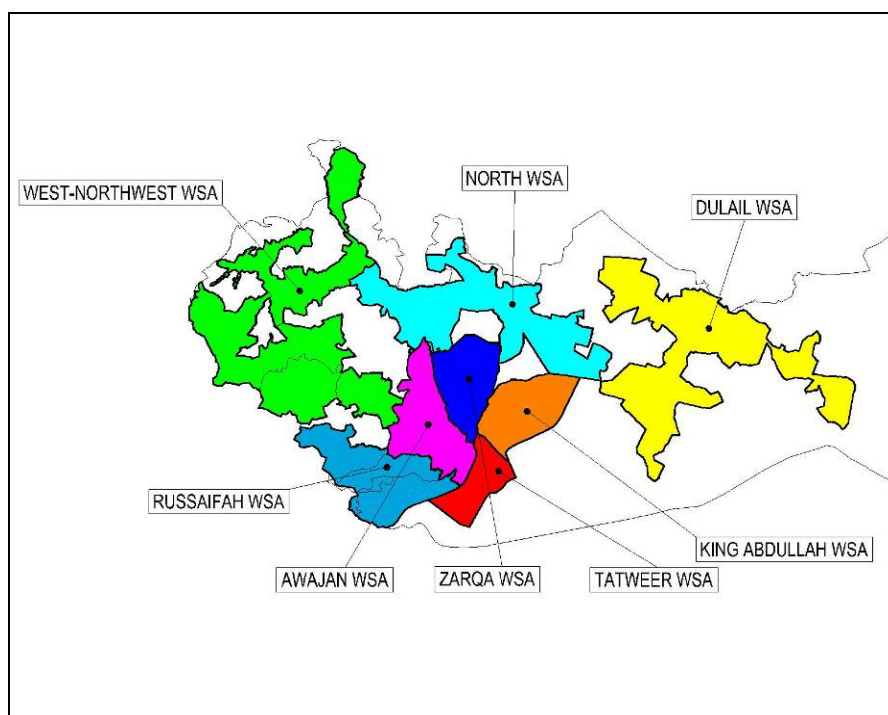 NORTH WSA
WEST-NORTHWEST WSA
DULAIL WSA
RUSSAIFAH WSA
KING ABDULLAH WSA
AWAJAN WSA
ZARQA WSA
TATWEER WSA